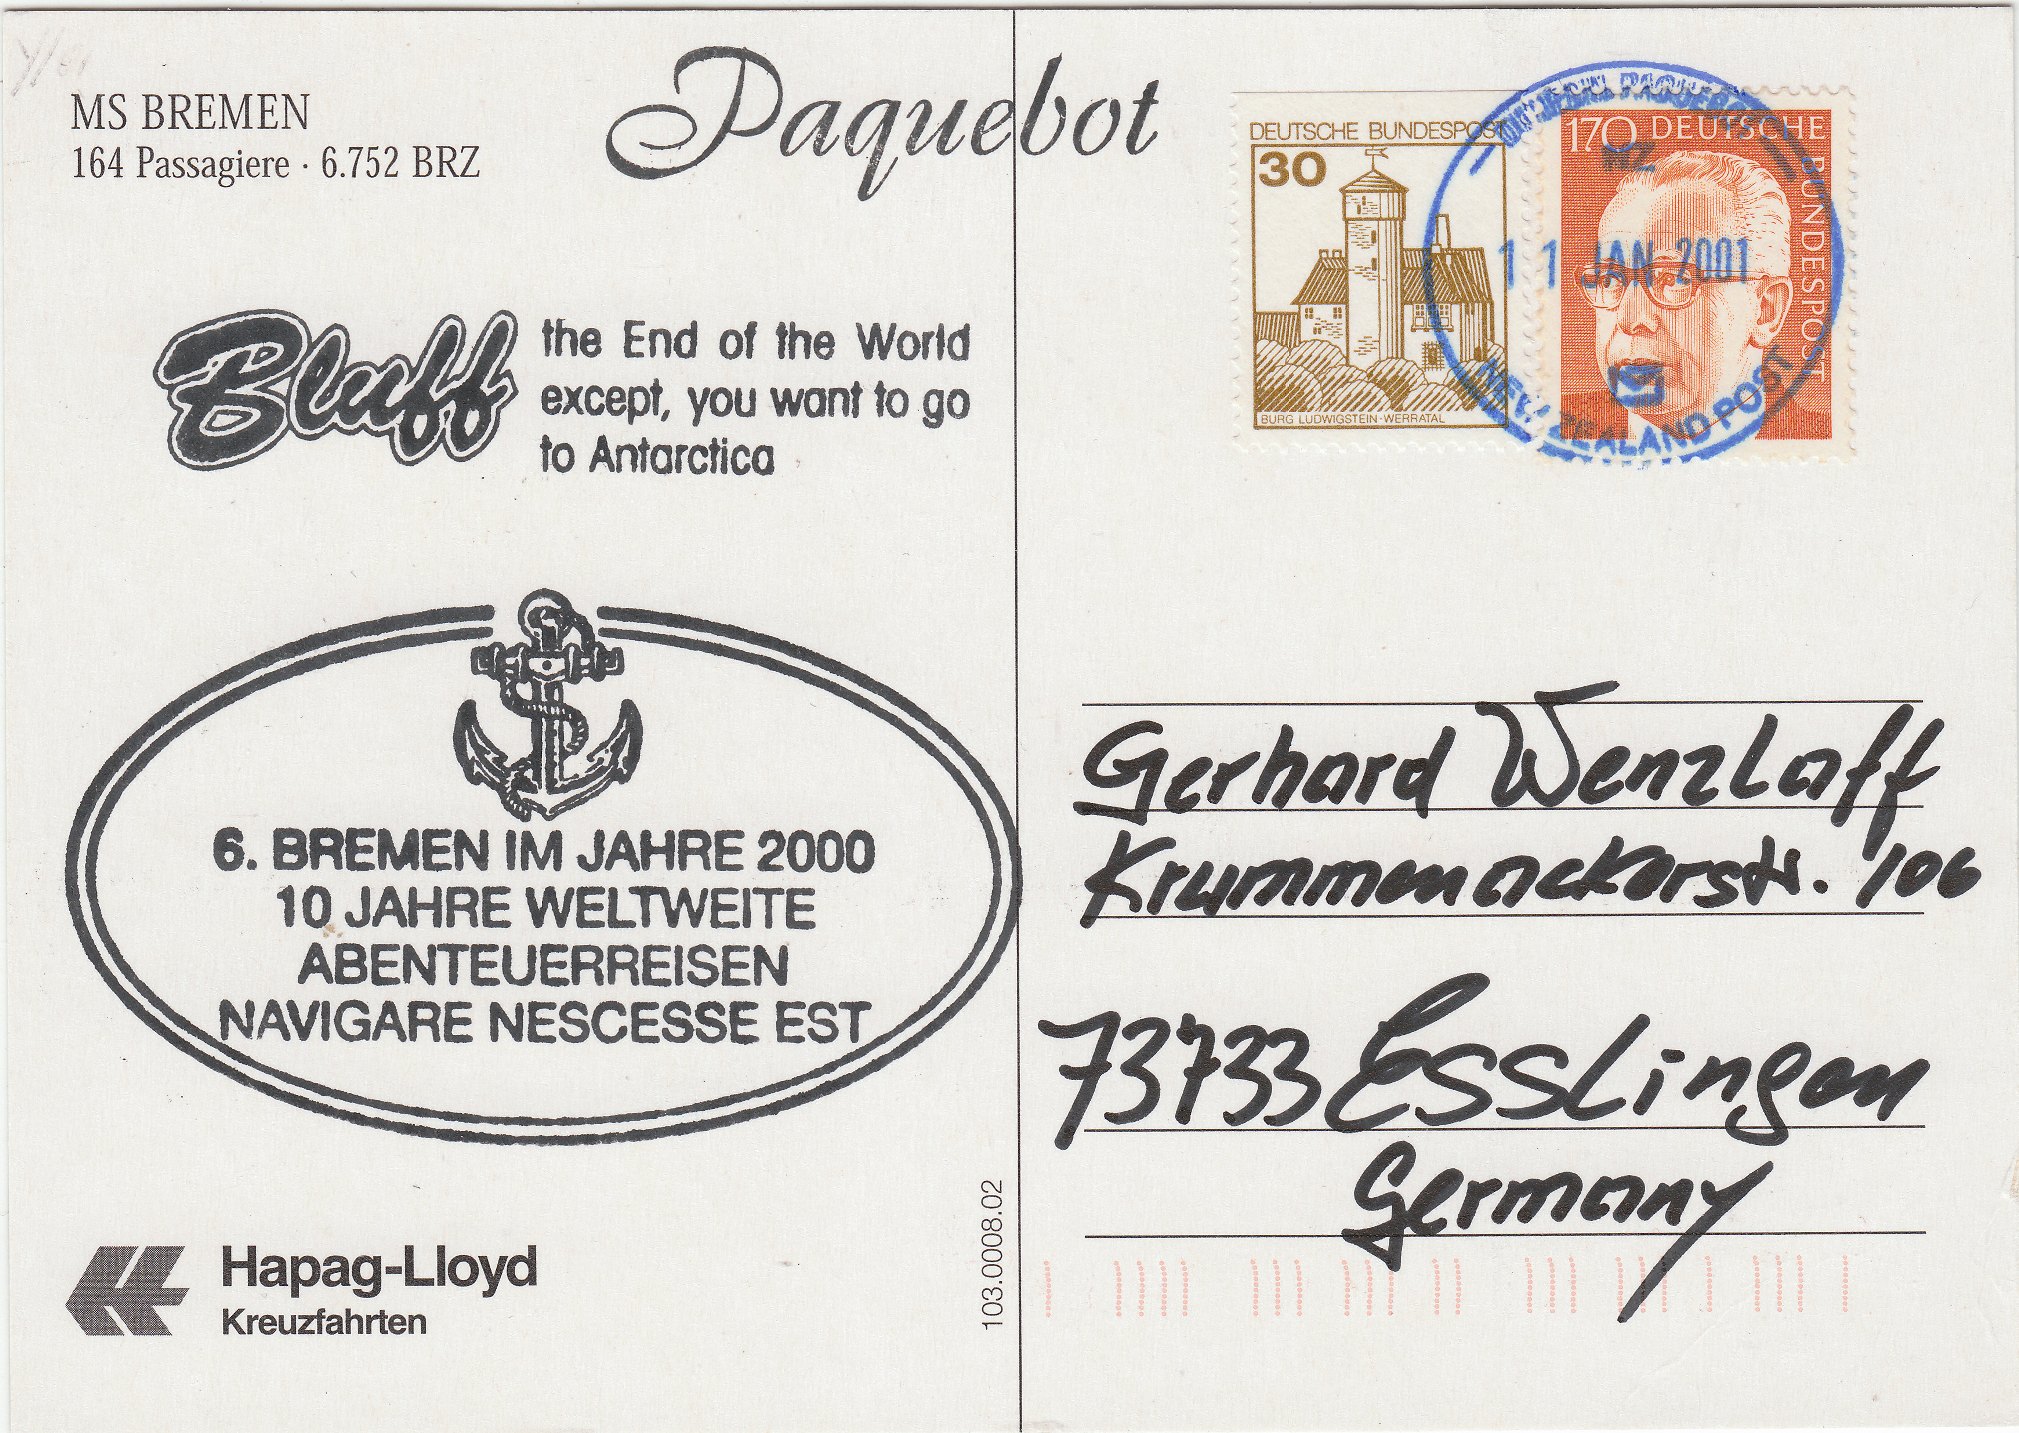 MS BREMEN
164 Passagiere · 6.752 BRZ
Paquebot
Bluff
the End of the World
except, you want to go
to Antarctica
6. BREMEN IM JAHRE 2000
10 JAHRE WELTWEITE
ABENTEUERREISEN
NAVIGARE NESCESSE EST
Hapag-Lloyd
Kreuzfahrten
103.0008.02
DEUTSCHE BUNDESPOST
30
BURG LUDWIGSTEIN-WERRATAL
170 DEUTSCHE BUNDESPOST
NZ
11 JAN 2001
NEW ZEALAND POST
Gerhard Wenzlaff
Krummenackerstr. 106
73733 Esslingen
Germany